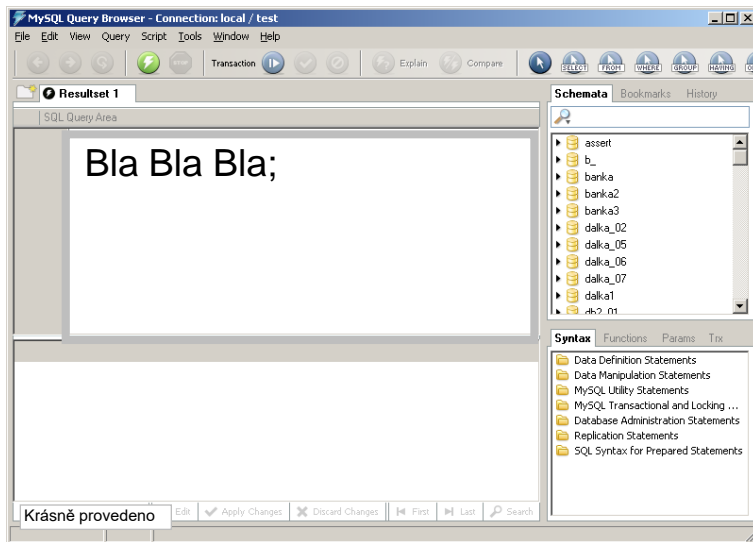 MySQL Query Browser - Connection: local / test
File Edit View Query Script Tools Window Help
Transaction Explain Compare SELECT FROM WHERE GROUP HAVING
Resultset 1
SQL Query Area
Bla Bla Bla;
Schemata Bookmarks History
assert
b_
banka
banka2
banka3
dalka_02
dalka_05
dalka_06
dalka_07
dalka1
db2_01
Syntax Functions Params Trx
Data Definition Statements
Data Manipulation Statements
MySQL Utility Statements
MySQL Transactional and Locking ...
Database Administration Statements
Replication Statements
SQL Syntax for Prepared Statements
Krásně provedeno Edit Apply Changes Discard Changes First Last Search